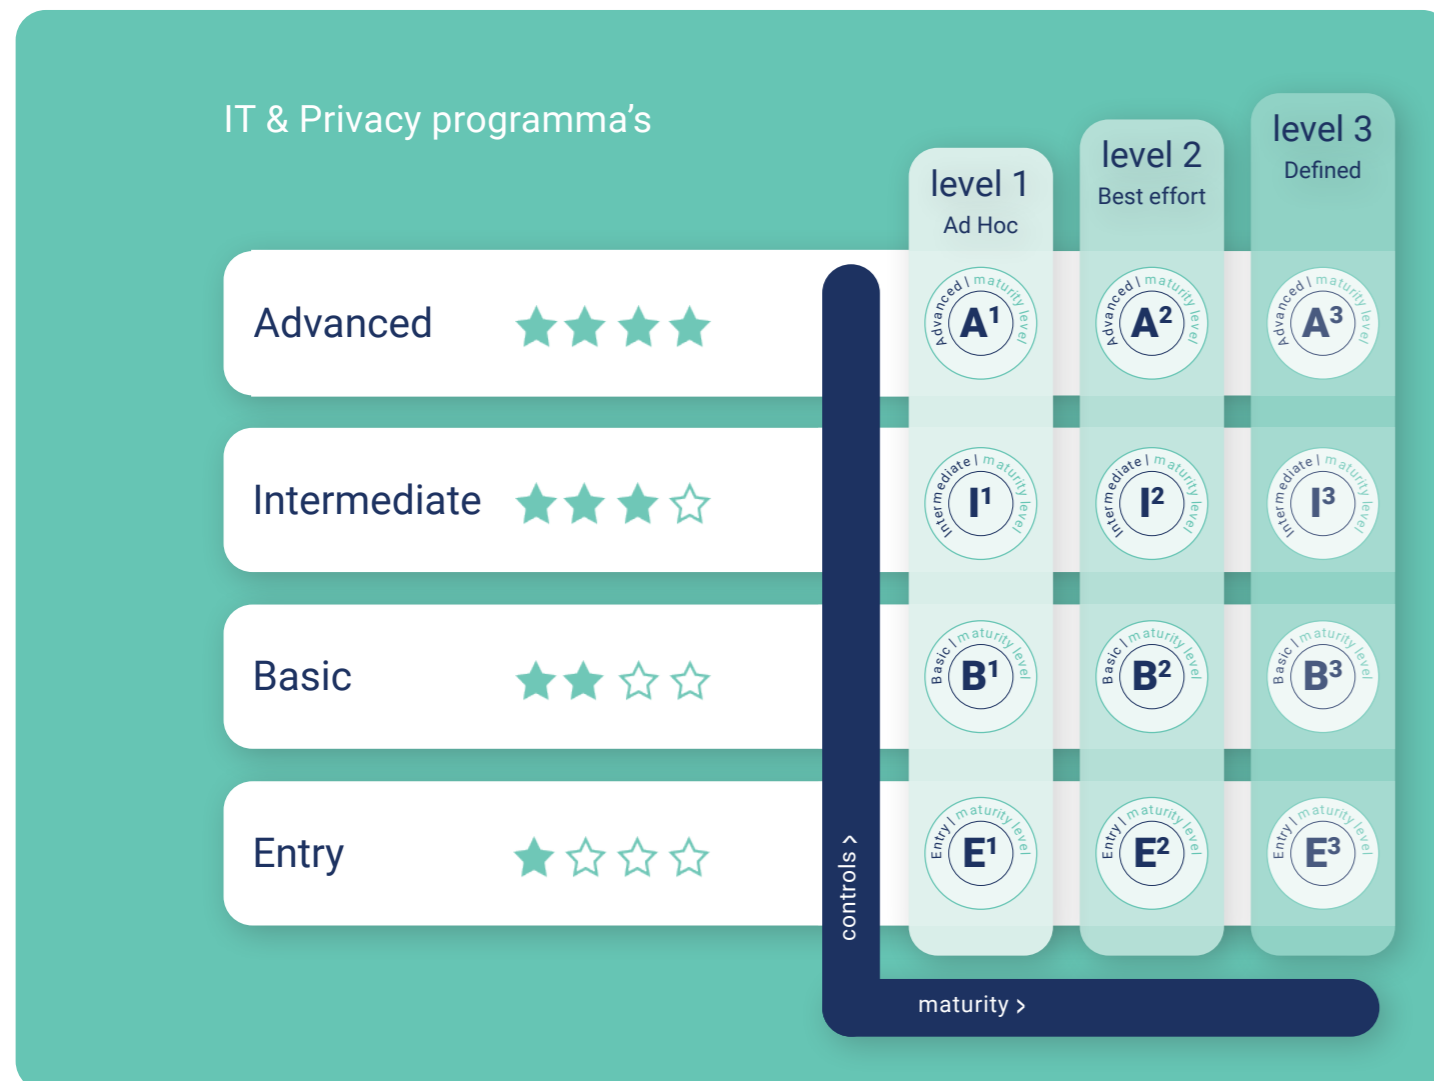 IT & Privacy programma’s
level 1
Ad Hoc
level 2
Best effort
level 3
Defined
Advanced
Advanced | maturity level
A¹
Advanced | maturity level
A²
Advanced | maturity level
A³
Intermediate
Intermediate | maturity level
I¹
Intermediate | maturity level
I²
Intermediate | maturity level
I³
Basic
Basic | maturity level
B¹
Basic | maturity level
B²
Basic | maturity level
B³
Entry
Entry | maturity level
E¹
Entry | maturity level
E²
Entry | maturity level
E³
controls >
maturity >